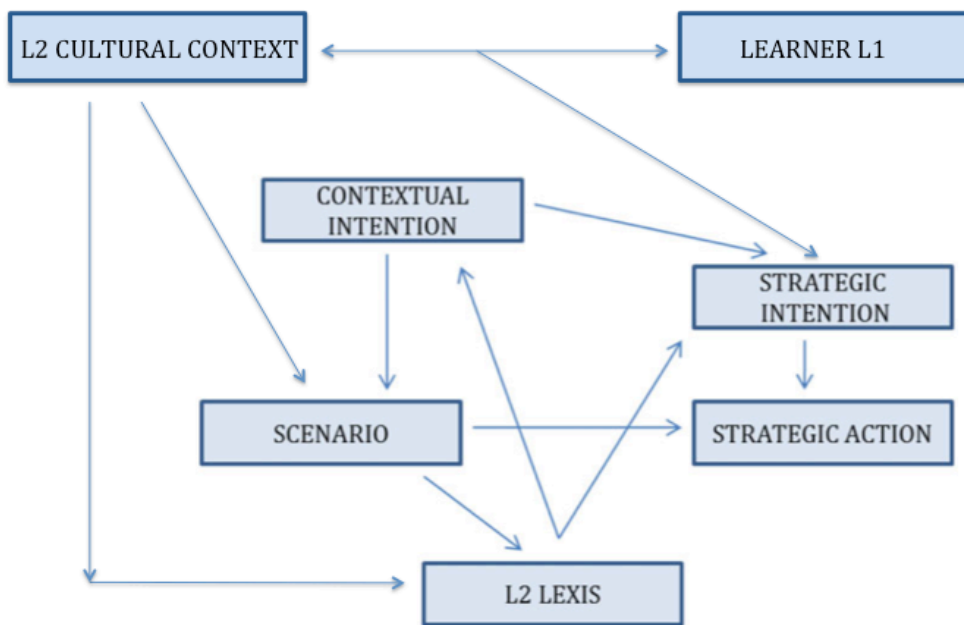 L2 CULTURAL CONTEXT
LEARNER L1
CONTEXTUAL
INTENTION
STRATEGIC
INTENTION
SCENARIO
STRATEGIC ACTION
L2 LEXIS